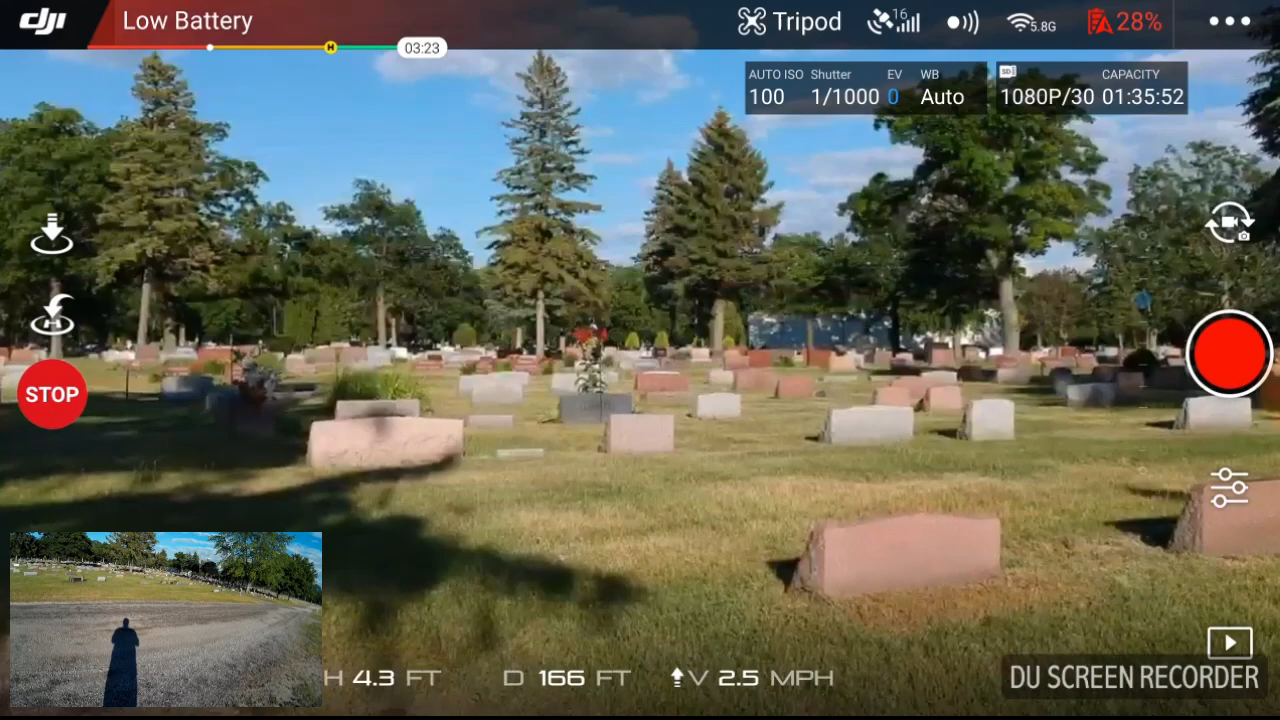 dji
Low Battery
Tripod
16
5.8G
28%
H
03:23
AUTO ISO Shutter EV WB
100 1/1000 0 Auto
SD
CAPACITY
1080P/30 01:35:52
STOP
H 4.3 FT D 166 FT V 2.5 MPH
DU SCREEN RECORDER